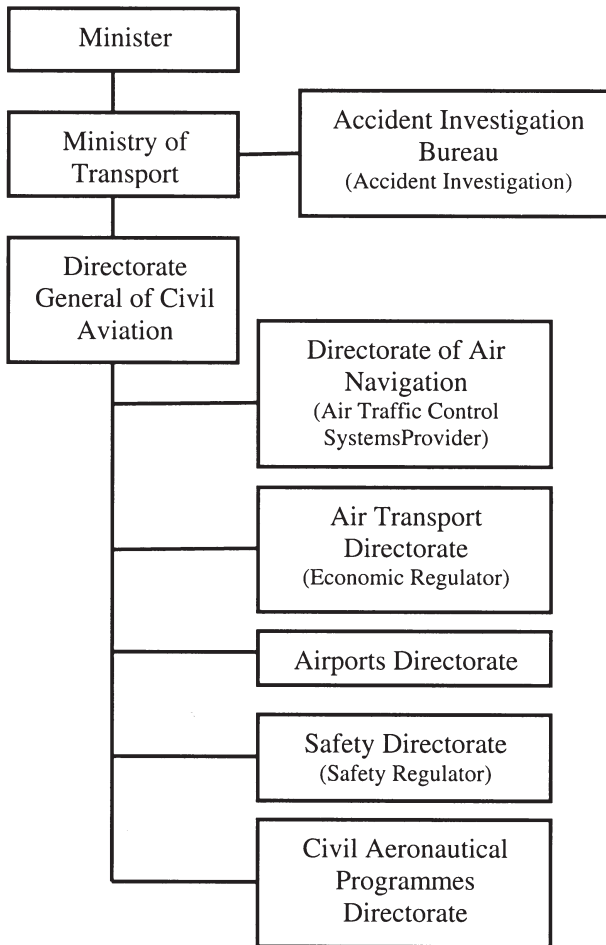 Minister
Ministry of
Transport
Accident Investigation
Bureau
(Accident Investigation)
Directorate
General of Civil
Aviation
Directorate of Air
Navigation
(Air Traffic Control
SystemsProvider)
Air Transport
Directorate
(Economic Regulator)
Airports Directorate
Safety Directorate
(Safety Regulator)
Civil Aeronautical
Programmes
Directorate